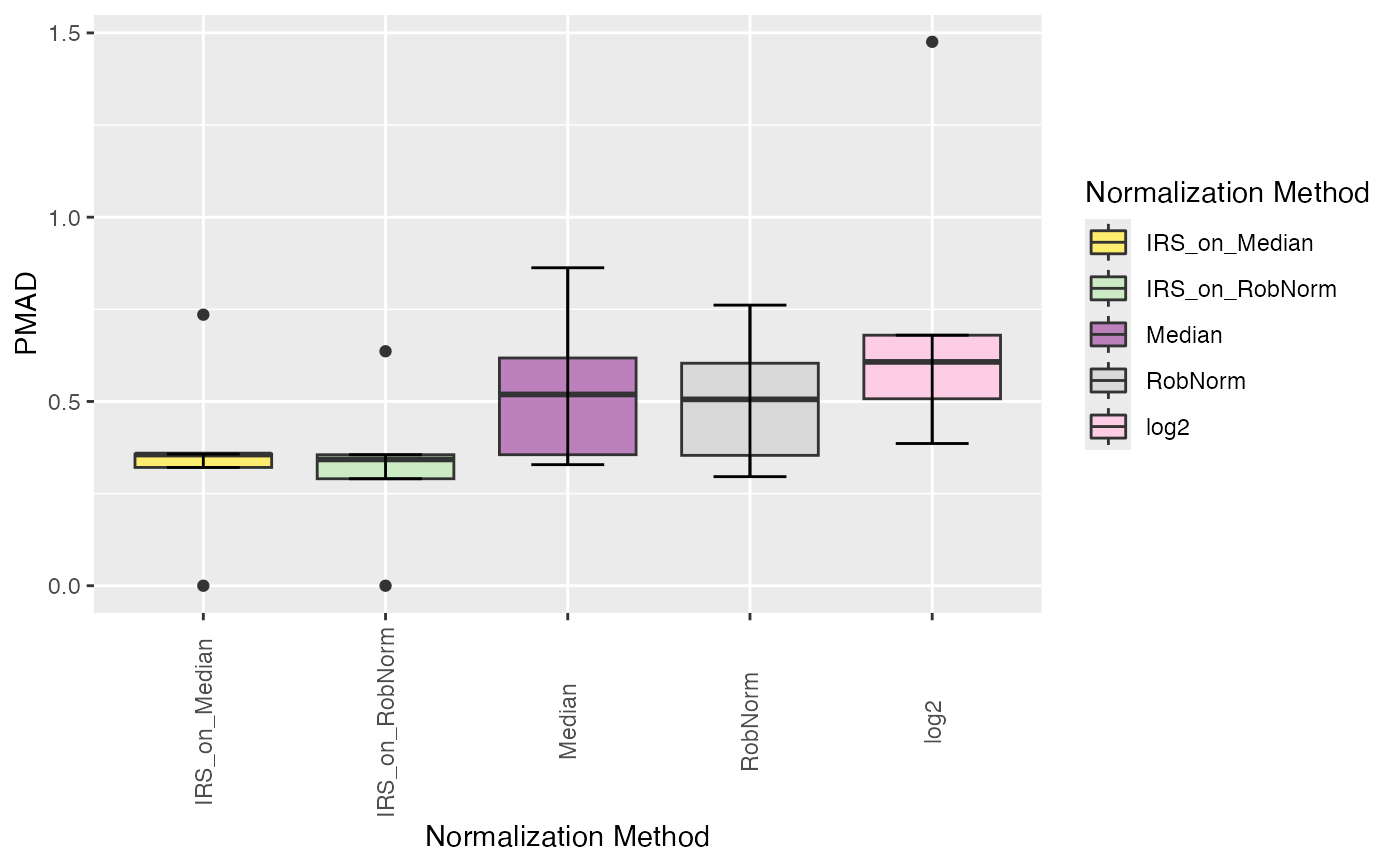 1.5
1.0
0.5
0.0
PMAD
IRS_on_Median
IRS_on_RobNorm
Median
RobNorm
log2
Normalization Method
Normalization Method
IRS_on_Median
IRS_on_RobNorm
Median
RobNorm
log2